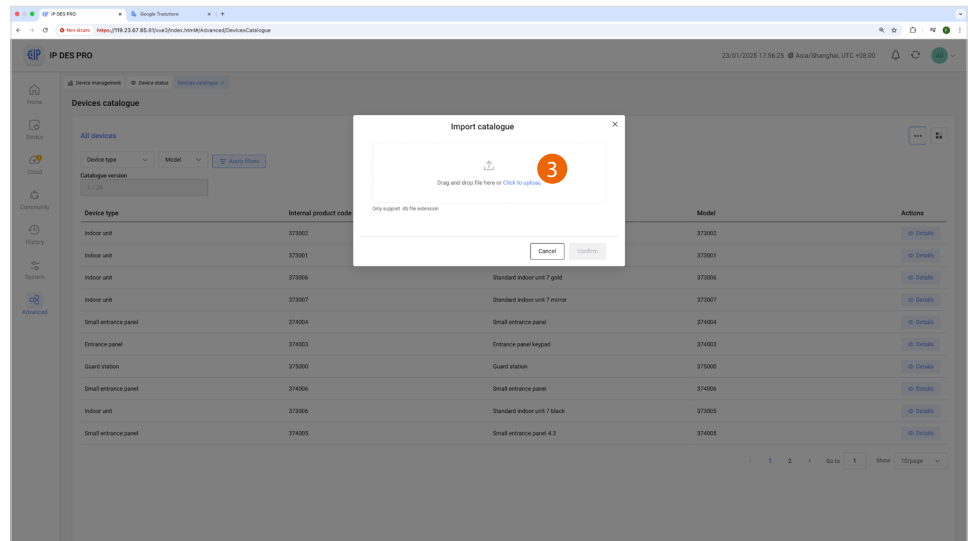 IP DES PRO
Google Traduttore
Non sicuro https://119.23.67.85:81/vue3/index.html#/Advanced/DevicesCatalogue
IP DES PRO
23/01/2025 17:56:25 Asia/Shanghai, UTC +08:00
Device management
Device status
Devices catalogue
Devices catalogue
Home
Device
Cloud
Community
History
System
Advanced
All devices
Device type
Model
Apply filters
Catalogue version
Import catalogue
3
Drag and drop file here or Click to upload
Only support .db file extension
Cancel
Confirm
Device type Internal product code Model Actions
Indoor unit 373002 373002 Details
Indoor unit 373001 373001 Details
Indoor unit 373006 Standard indoor unit 7 gold 373006 Details
Indoor unit 373007 Standard indoor unit 7 mirror 373007 Details
Small entrance panel 374004 Small entrance panel 374004 Details
Entrance panel 374003 Entrance panel keypad 374003 Details
Guard station 375000 Guard station 375000 Details
Small entrance panel 374006 Small entrance panel 374006 Details
Indoor unit 373006 Standard indoor unit 7 black 373005 Details
Small entrance panel 374005 Small entrance panel 4.3 374005 Details
1 2 Go to 1 Show 10/page